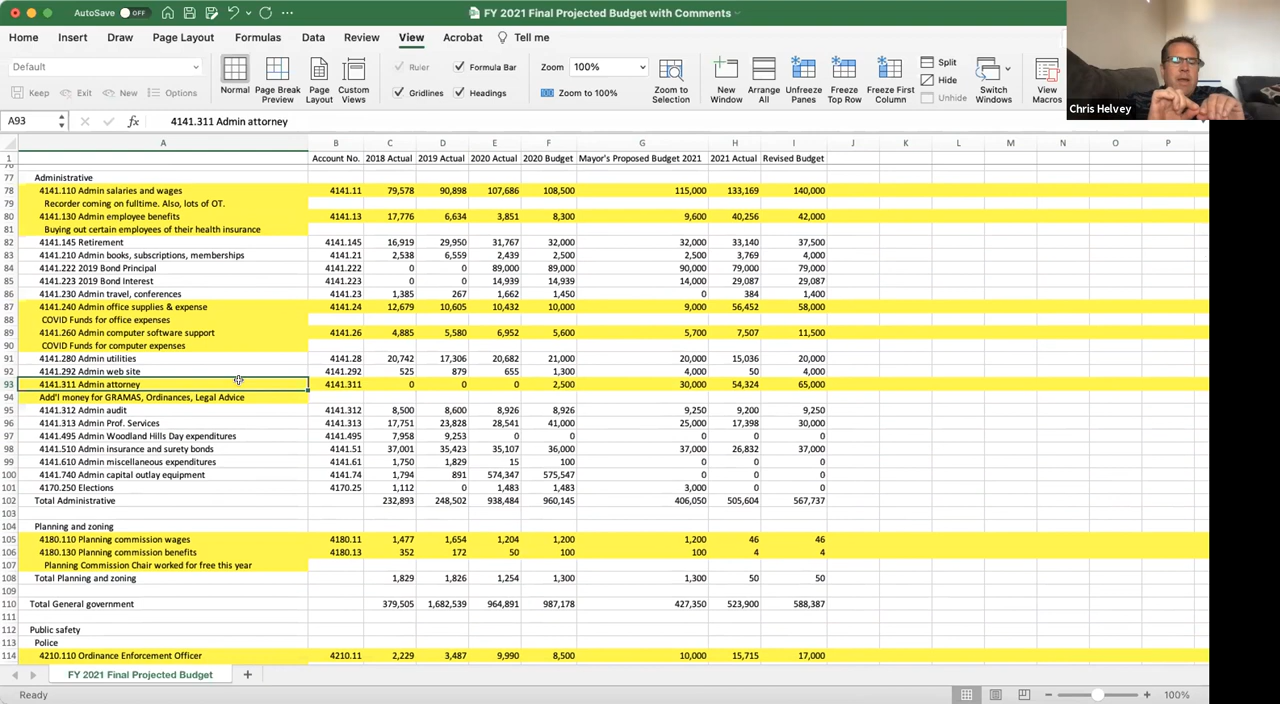 AutoSave OFF FY 2021 Final Projected Budget with Comments
Home Insert Draw Page Layout Formulas Data Review View Acrobat Tell me
Default Ruler Formula Bar Zoom 100% Split
Keep Exit New Options Normal Page Break Preview Page Layout Custom Views Gridlines Headings Zoom to 100% Zoom to Selection New Window Arrange All Unfreeze Panes Freeze Top Row Freeze First Column Hide Unhide Switch Windows View Macros
Chris Helvey
A93 fx 4141.311 Admin attorney
A B C D E F G H I J K L M N O P
1 Account No. 2018 Actual 2019 Actual 2020 Actual 2020 Budget Mayor's Proposed Budget 2021 2021 Actual Revised Budget
77 Administrative
78 4141.110 Admin salaries and wages 4141.11 79,578 90,898 107,686 108,500 115,000 133,169 140,000
79 Recorder coming on fulltime. Also, lots of OT.
80 4141.130 Admin employee benefits 4141.13 17,776 6,634 3,851 8,300 9,600 40,256 42,000
81 Buying out certain employees of their health insurance
82 4141.145 Retirement 4141.145 16,919 29,950 31,767 32,000 32,000 33,140 37,500
83 4141.210 Admin books, subscriptions, memberships 4141.21 2,538 6,559 2,439 2,500 2,500 3,769 4,000
84 4141.222 2019 Bond Principal 4141.222 0 0 89,000 89,000 90,000 79,000 79,000
85 4141.223 2019 Bond Interest 4141.223 0 0 14,939 14,939 14,000 29,087 29,087
86 4141.230 Admin travel, conferences 4141.23 1,385 267 1,662 1,450 0 384 1,400
87 4141.240 Admin office supplies & expense 4141.24 12,679 10,605 10,432 10,000 9,000 56,452 58,000
88 COVID Funds for office expenses
89 4141.260 Admin computer software support 4141.26 4,885 5,580 6,952 5,600 5,700 7,507 11,500
90 COVID Funds for computer expenses
91 4141.280 Admin utilities 4141.28 20,742 17,306 20,682 21,000 20,000 15,036 20,000
92 4141.292 Admin web site 4141.292 525 879 655 1,300 4,000 50 4,000
93 4141.311 Admin attorney 4141.311 0 0 0 2,500 30,000 54,324 65,000
94 Add'l money for GRAMAS, Ordinances, Legal Advice
95 4141.312 Admin audit 4141.312 8,500 8,600 8,926 8,926 9,250 9,200 9,250
96 4141.313 Admin Prof. Services 4141.313 17,751 23,828 28,541 41,000 25,000 17,398 30,000
97 4141.495 Admin Woodland Hills Day expenditures 4141.495 7,958 9,253 0 0 0 0 0
98 4141.510 Admin insurance and surety bonds 4141.51 37,001 35,423 35,107 36,000 37,000 26,832 37,000
99 4141.610 Admin miscellaneous expenditures 4141.61 1,750 1,829 15 100 0 0 0
100 4141.740 Admin capital outlay equipment 4141.74 1,794 891 574,347 575,547 0 0 0
101 4170.250 Elections 4170.25 1,112 0 1,483 1,483 3,000 0 0
102 Total Administrative 232,893 248,502 938,484 960,145 406,050 505,604 567,737
103
104 Planning and zoning
105 4180.110 Planning commission wages 4180.11 1,477 1,654 1,204 1,200 1,200 46 46
106 4180.130 Planning commission benefits 4180.13 352 172 50 100 100 4 4
107 Planning Commission Chair worked for free this year
108 Total Planning and zoning 1,829 1,826 1,254 1,300 1,300 50 50
109
110 Total General government 379,505 1,682,539 964,891 987,178 427,350 523,900 588,387
111
112 Public safety
113 Police
114 4210.110 Ordinance Enforcement Officer 4210.11 2,229 3,487 9,990 8,500 10,000 15,715 17,000
FY 2021 Final Projected Budget
Ready 100%